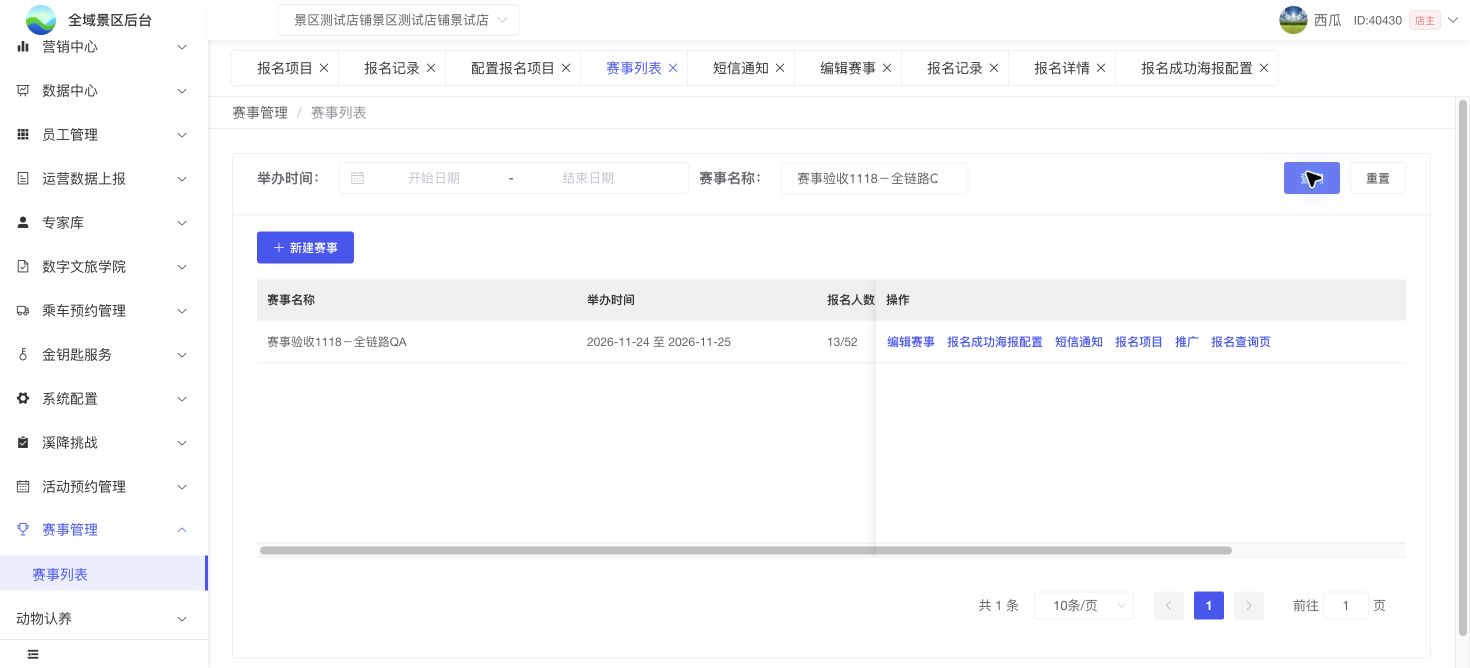 全域景区后台
景区测试店铺景区测试店铺景试店
西瓜 ID:40430 店主
营销中心
数据中心
员工管理
运营数据上报
专家库
数字文旅学院
乘车预约管理
金钥匙服务
系统配置
溪降挑战
活动预约管理
赛事管理
赛事列表
动物认养
报名项目 报名记录 配置报名项目 赛事列表 短信通知 编辑赛事 报名记录 报名详情 报名成功海报配置
赛事管理 / 赛事列表
举办时间: 开始日期 - 结束日期 赛事名称: 赛事验收1118－全链路C 重置
新建赛事
赛事名称 举办时间 报名人数 操作
赛事验收1118－全链路QA 2026-11-24 至 2026-11-25 13/52 编辑赛事 报名成功海报配置 短信通知 报名项目 推广 报名查询页
共 1 条 10条/页 1 前往 1 页